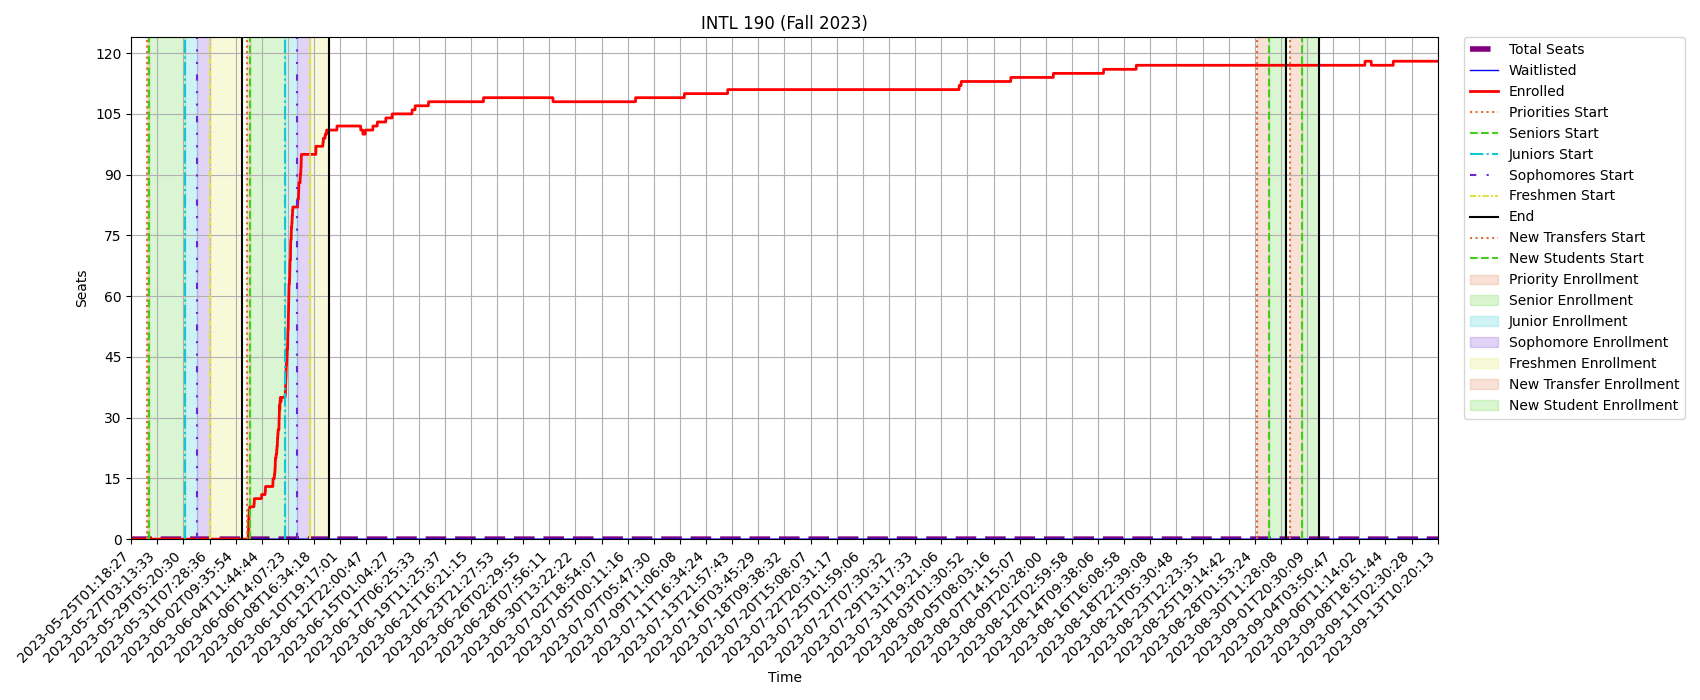 INTL 190 (Fall 2023)
120
105
90
75
60
45
30
15
0
Seats
2023-05-25T01:18:27
2023-05-27T03:13:33
2023-05-29T05:20:30
2023-05-31T07:28:36
2023-06-02T09:35:54
2023-06-04T11:44:44
2023-06-06T14:07:23
2023-06-08T16:34:18
2023-06-10T19:17:01
2023-06-12T22:00:47
2023-06-15T01:04:27
2023-06-17T06:25:33
2023-06-19T11:25:37
2023-06-21T16:21:15
2023-06-23T21:27:53
2023-06-26T02:29:55
2023-06-28T07:56:11
2023-06-30T13:22:22
2023-07-02T18:54:07
2023-07-05T00:11:16
2023-07-07T05:47:30
2023-07-09T11:06:08
2023-07-11T16:34:24
2023-07-13T21:57:43
2023-07-16T03:45:29
2023-07-18T09:38:32
2023-07-20T15:08:07
2023-07-22T20:31:17
2023-07-25T01:59:06
2023-07-27T07:30:32
2023-07-29T13:17:33
2023-07-31T19:21:06
2023-08-03T01:30:52
2023-08-05T08:03:16
2023-08-07T14:15:07
2023-08-09T20:28:00
2023-08-12T02:59:58
2023-08-14T09:38:06
2023-08-16T16:08:58
2023-08-18T22:39:08
2023-08-21T05:30:48
2023-08-23T12:23:35
2023-08-25T19:14:42
2023-08-28T01:53:24
2023-08-30T11:28:08
2023-09-01T20:30:09
2023-09-04T03:50:47
2023-09-06T11:14:02
2023-09-08T18:51:44
2023-09-11T02:30:28
2023-09-13T10:20:13
Time
Total Seats
Waitlisted
Enrolled
Priorities Start
Seniors Start
Juniors Start
Sophomores Start
Freshmen Start
End
New Transfers Start
New Students Start
Priority Enrollment
Senior Enrollment
Junior Enrollment
Sophomore Enrollment
Freshmen Enrollment
New Transfer Enrollment
New Student Enrollment